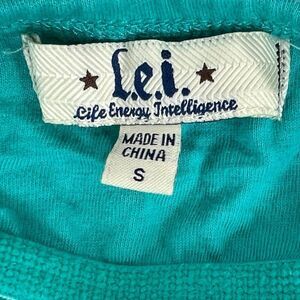 l.e.i.
Life Energy Intelligence
MADE IN
CHINA
S